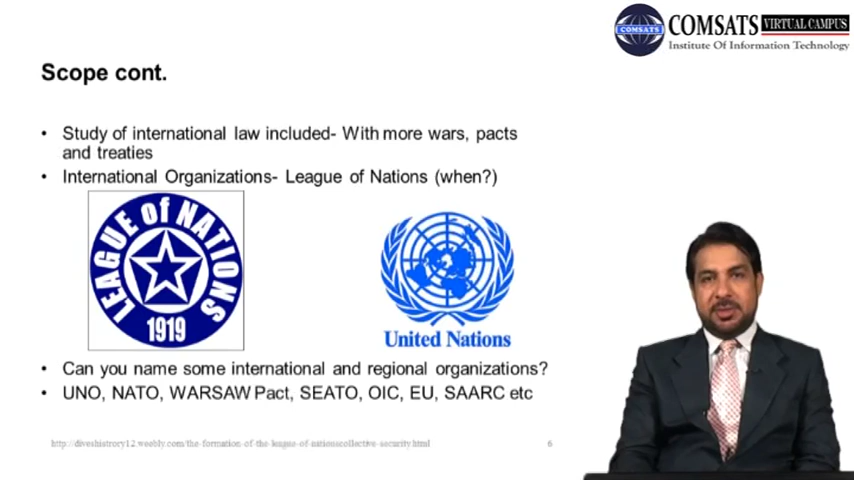 COMSATS VIRTUAL CAMPUS
COMSATS
Institute Of Information Technology
Scope cont.
• Study of international law included- With more wars, pacts
and treaties
• International Organizations- League of Nations (when?)
LEAGUE of NATIONS
1919
United Nations
• Can you name some international and regional organizations?
• UNO, NATO, WARSAW Pact, SEATO, OIC, EU, SAARC etc
http://diveshistrory12.weebly.com/the-formation-of-the-league-of-nationscollective-security.html
6